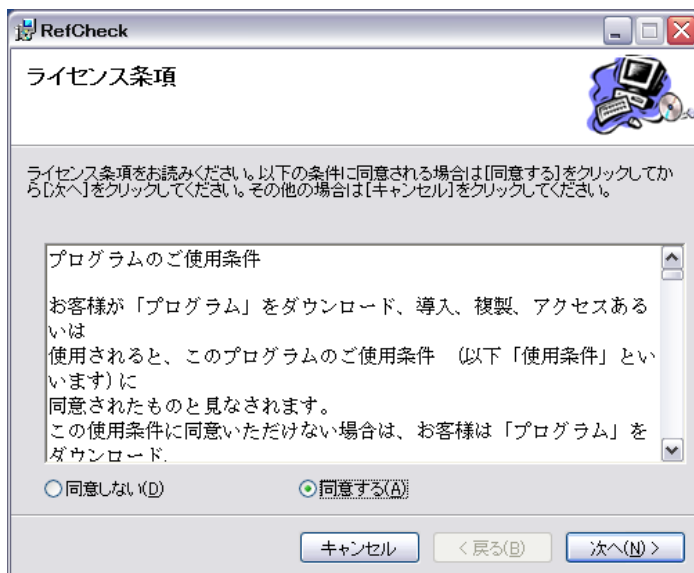 RefCheck
ライセンス条項
ライセンス条項をお読みください。以下の条件に同意される場合は[同意する]をクリックしてか
ら[次へ]をクリックしてください。その他の場合は[キャンセル]をクリックしてください。
プログラムのご使用条件
お客様が「プログラム」をダウンロード、導入、複製、アクセスある
いは
使用されると、このプログラムのご使用条件 （以下「使用条件」とい
います）に
同意されたものと見なされます。
この使用条件に同意いただけない場合は、お客様は「プログラム」を
ダウンロード、
同意しない(D)
同意する(A)
キャンセル
< 戻る(B)
次へ(N) >